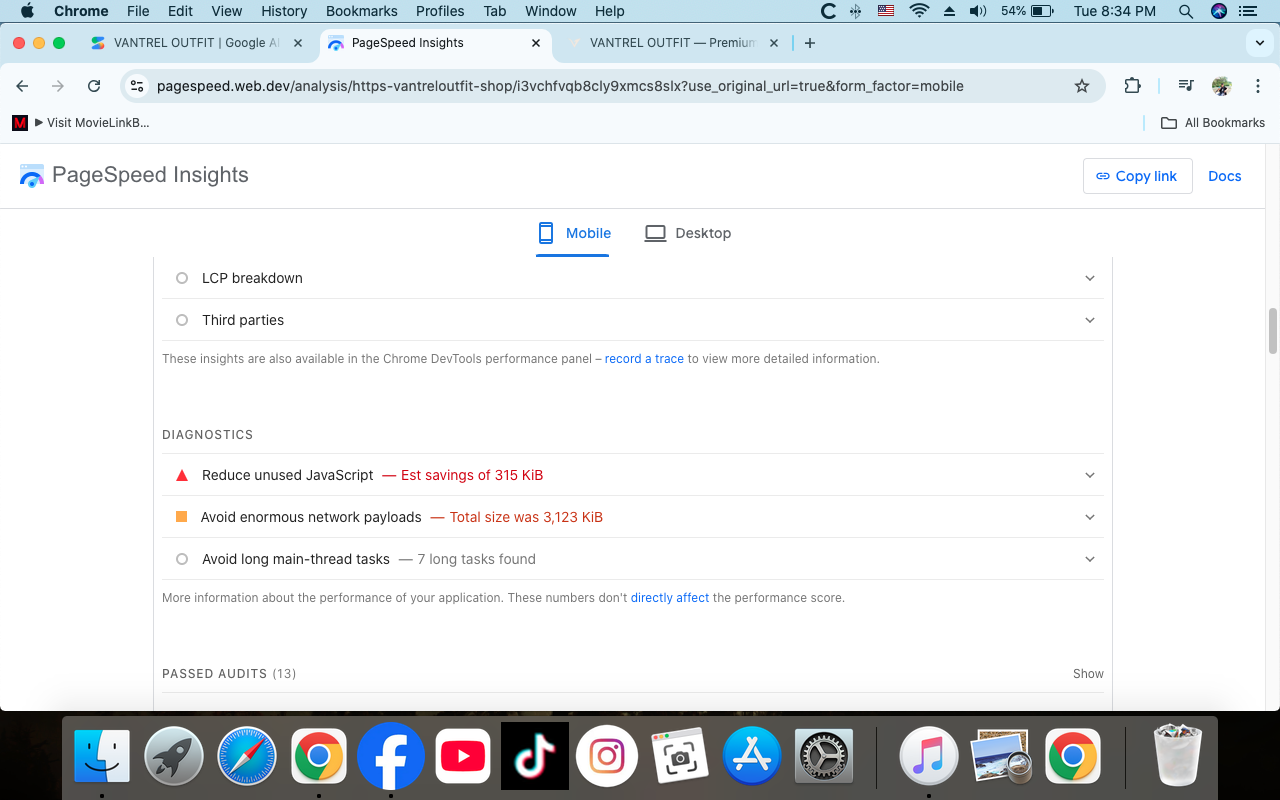 Chrome File Edit View History Bookmarks Profiles Tab Window Help 54% Tue 8:34 PM
VANTREL OUTFIT | Google AI PageSpeed Insights VANTREL OUTFIT — Premium
pagespeed.web.dev/analysis/https-vantreloutfit-shop/i3vchfvqb8cly9xmcs8slx?use_original_url=true&form_factor=mobile
M ▶ Visit MovieLinkB... All Bookmarks
PageSpeed Insights Copy link Docs
Mobile Desktop
LCP breakdown
Third parties
These insights are also available in the Chrome DevTools performance panel – record a trace to view more detailed information.
DIAGNOSTICS
Reduce unused JavaScript — Est savings of 315 KiB
Avoid enormous network payloads — Total size was 3,123 KiB
Avoid long main-thread tasks — 7 long tasks found
More information about the performance of your application. These numbers don't directly affect the performance score.
PASSED AUDITS (13) Show